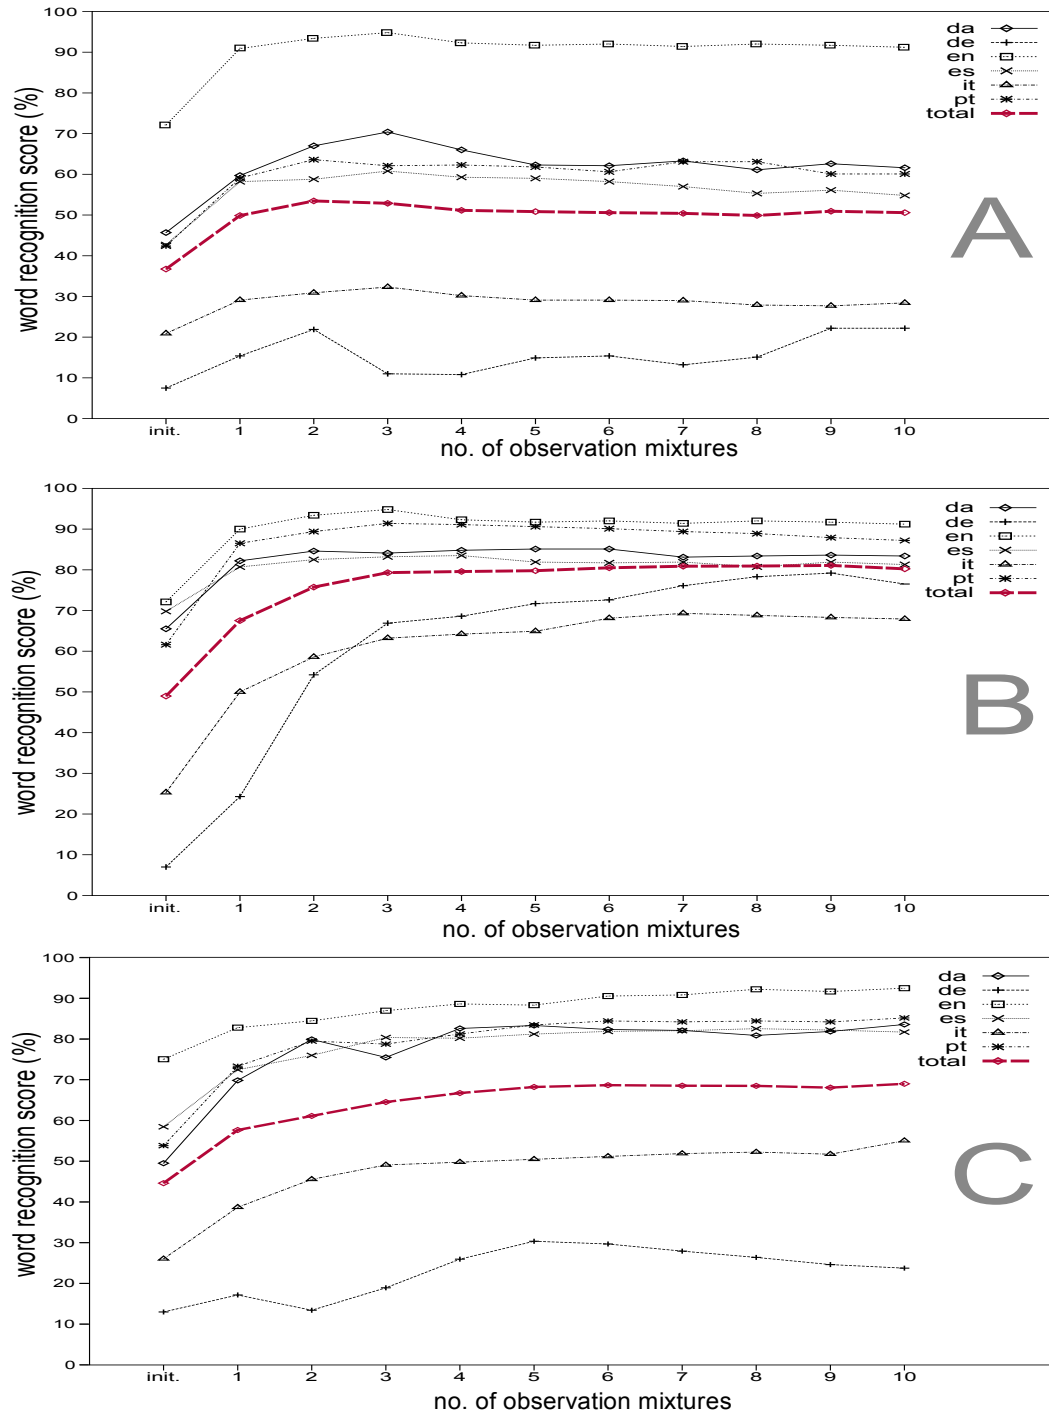 100
90
80
70
60
50
40
30
20
10
0
word recognition score (%)
da
de
en
es
it
pt
total
A
init. 1 2 3 4 5 6 7 8 9 10
no. of observation mixtures
100
90
80
70
60
50
40
30
20
10
0
word recognition score (%)
da
de
en
es
it
pt
total
B
init. 1 2 3 4 5 6 7 8 9 10
no. of observation mixtures
100
90
80
70
60
50
40
30
20
10
0
word recognition score (%)
da
de
en
es
it
pt
total
C
init. 1 2 3 4 5 6 7 8 9 10
no. of observation mixtures